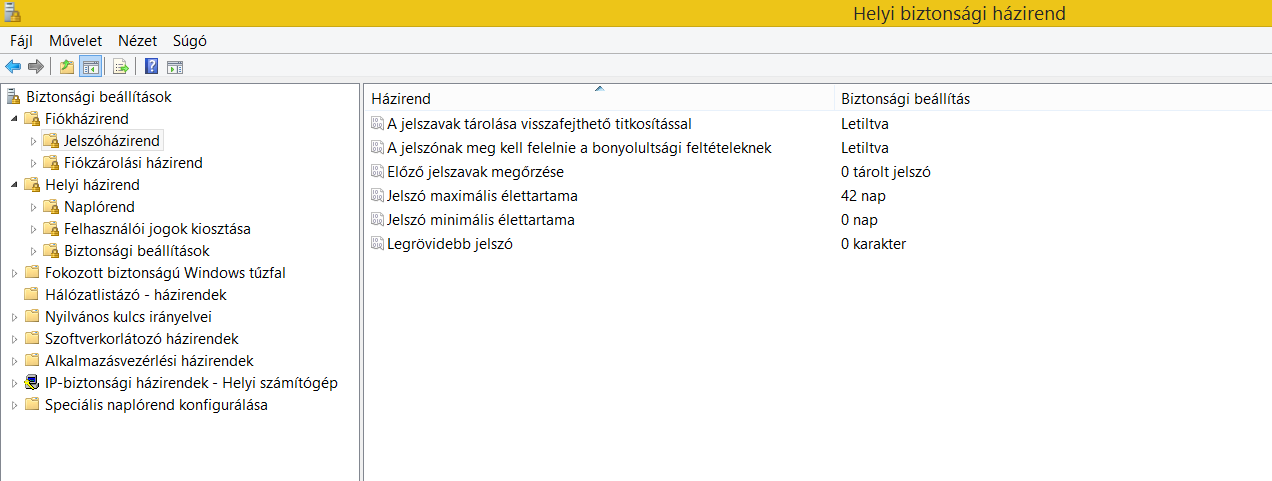 Helyi biztonsági házirend
Fájl Művelet Nézet Súgó
Biztonsági beállítások
Fiókházirend
Jelszóházirend
Fiókzárolási házirend
Helyi házirend
Naplórend
Felhasználói jogok kiosztása
Biztonsági beállítások
Fokozott biztonságú Windows tűzfal
Hálózatlistázó - házirendek
Nyilvános kulcs irányelvei
Szoftverkorlátozó házirendek
Alkalmazásvezérlési házirendek
IP-biztonsági házirendek - Helyi számítógép
Speciális naplórend konfigurálása
Házirend Biztonsági beállítás
A jelszavak tárolása visszafejthető titkosítással Letiltva
A jelszónak meg kell felelnie a bonyolultsági feltételeknek Letiltva
Előző jelszavak megőrzése 0 tárolt jelszó
Jelszó maximális élettartama 42 nap
Jelszó minimális élettartama 0 nap
Legrövidebb jelszó 0 karakter